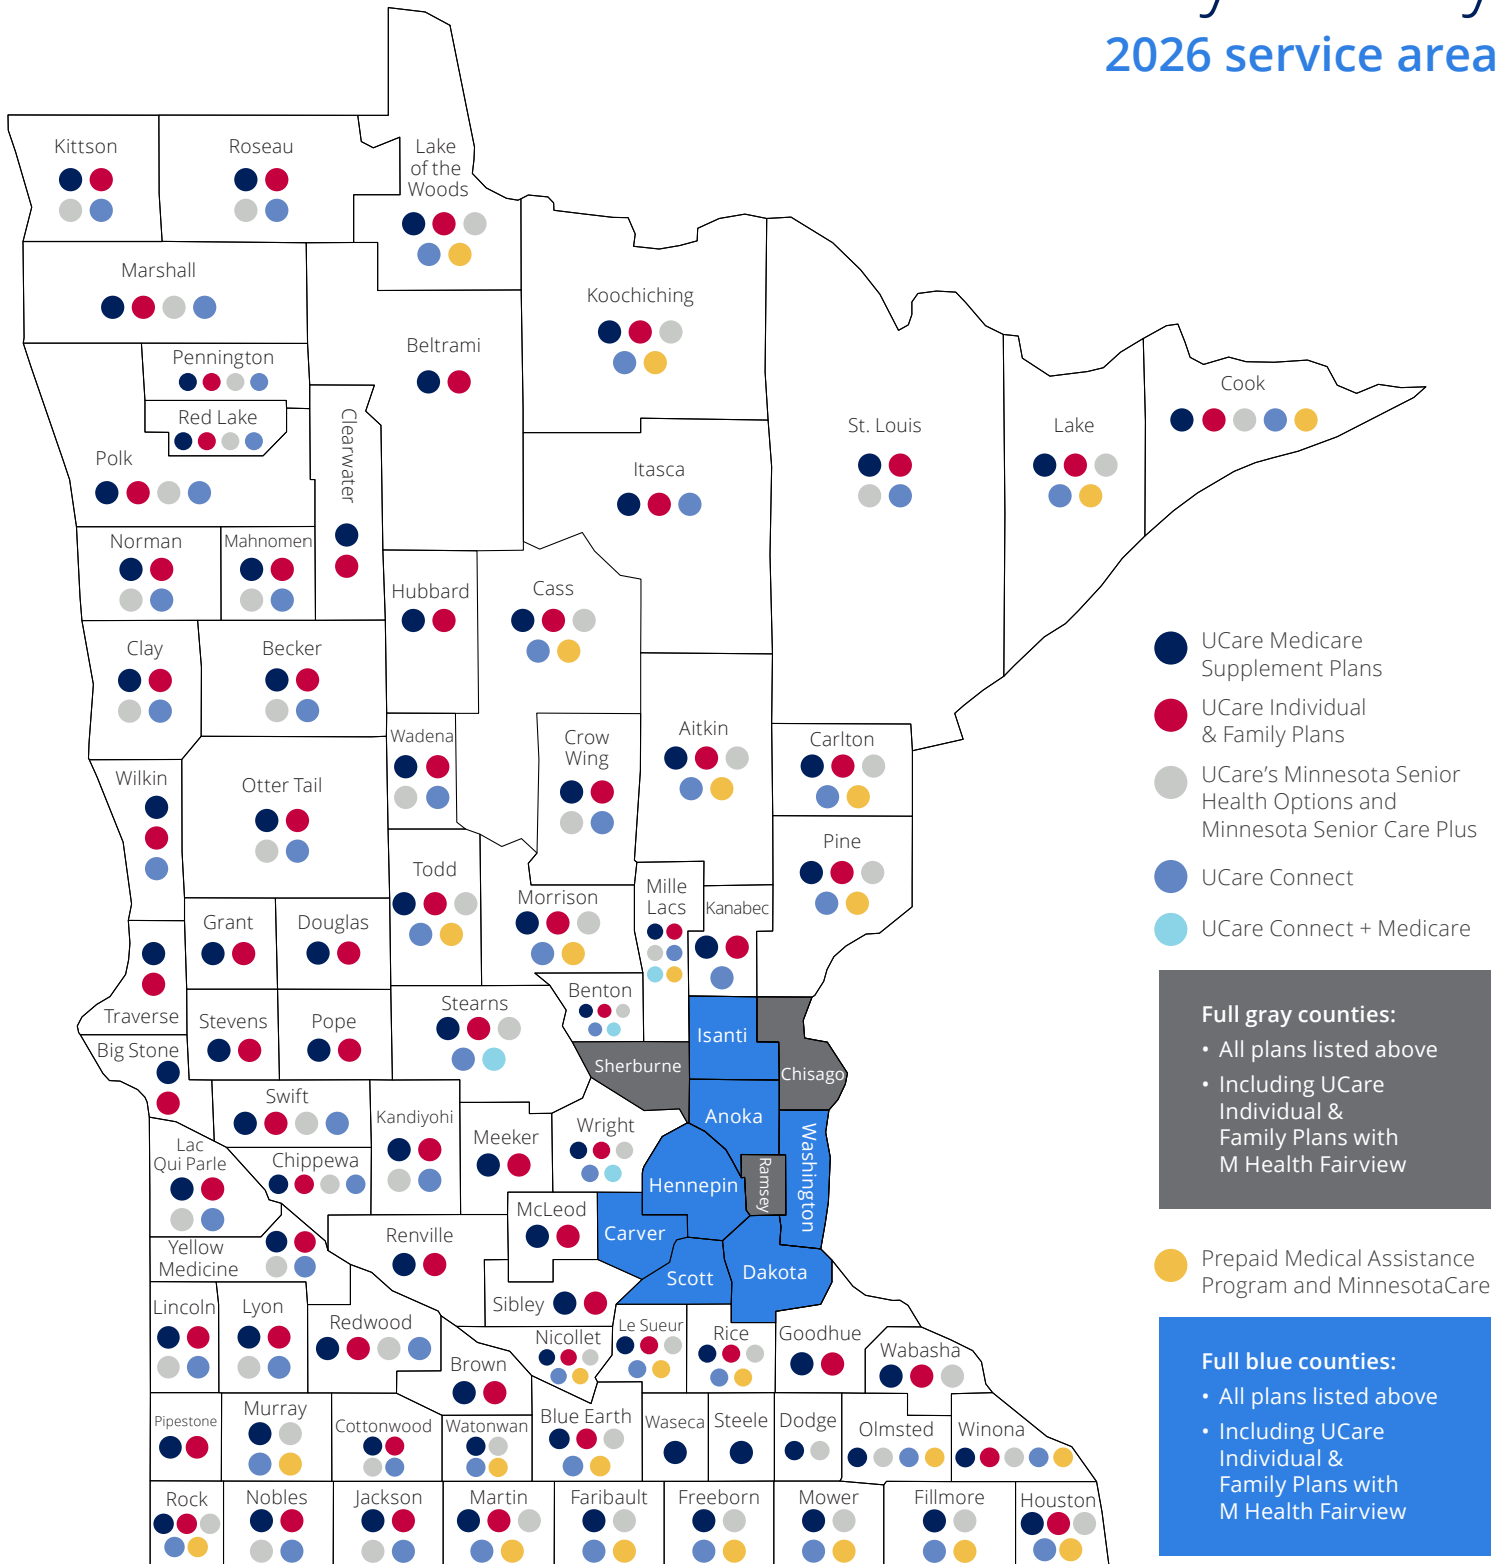 2026 service area
Kittson
Roseau
Lake
of the
Woods
Marshall
Koochiching
Beltrami
Pennington
Red Lake
Clearwater
Polk
Cook
St. Louis
Lake
Itasca
Norman
Mahnomen
Hubbard
Cass
Clay
Becker
Wadena
Crow
Wing
Aitkin
Carlton
Wilkin
Otter Tail
Pine
Todd
Morrison
Mille
Lacs
Kanabec
Grant
Douglas
Traverse
Stevens
Pope
Stearns
Benton
Isanti
Big Stone
Sherburne
Chisago
Swift
Kandiyohi
Anoka
Lac
Qui Parle
Chippewa
Meeker
Wright
Washington
Ramsey
Hennepin
Yellow
Medicine
Renville
McLeod
Carver
Scott
Dakota
Sibley
Lincoln
Lyon
Redwood
Nicollet
Le Sueur
Rice
Goodhue
Wabasha
Brown
Pipestone
Murray
Cottonwood
Watonwan
Blue Earth
Waseca
Steele
Dodge
Olmsted
Winona
Rock
Nobles
Jackson
Martin
Faribault
Freeborn
Mower
Fillmore
Houston
UCare Medicare
Supplement Plans
UCare Individual
& Family Plans
UCare’s Minnesota Senior
Health Options and
Minnesota Senior Care Plus
UCare Connect
UCare Connect + Medicare
Full gray counties:
• All plans listed above
• Including UCare
Individual &
Family Plans with
M Health Fairview
Prepaid Medical Assistance
Program and MinnesotaCare
Full blue counties:
• All plans listed above
• Including UCare
Individual &
Family Plans with
M Health Fairview